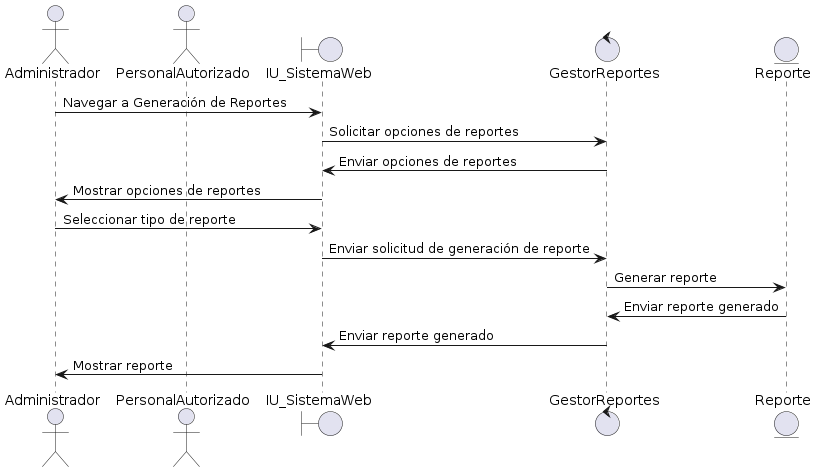 Administrador PersonalAutorizado IU_SistemaWeb GestorReportes Reporte
Navegar a Generación de Reportes
Solicitar opciones de reportes
Enviar opciones de reportes
Mostrar opciones de reportes
Seleccionar tipo de reporte
Enviar solicitud de generación de reporte
Generar reporte
Enviar reporte generado
Enviar reporte generado
Mostrar reporte
Administrador PersonalAutorizado IU_SistemaWeb GestorReportes Reporte